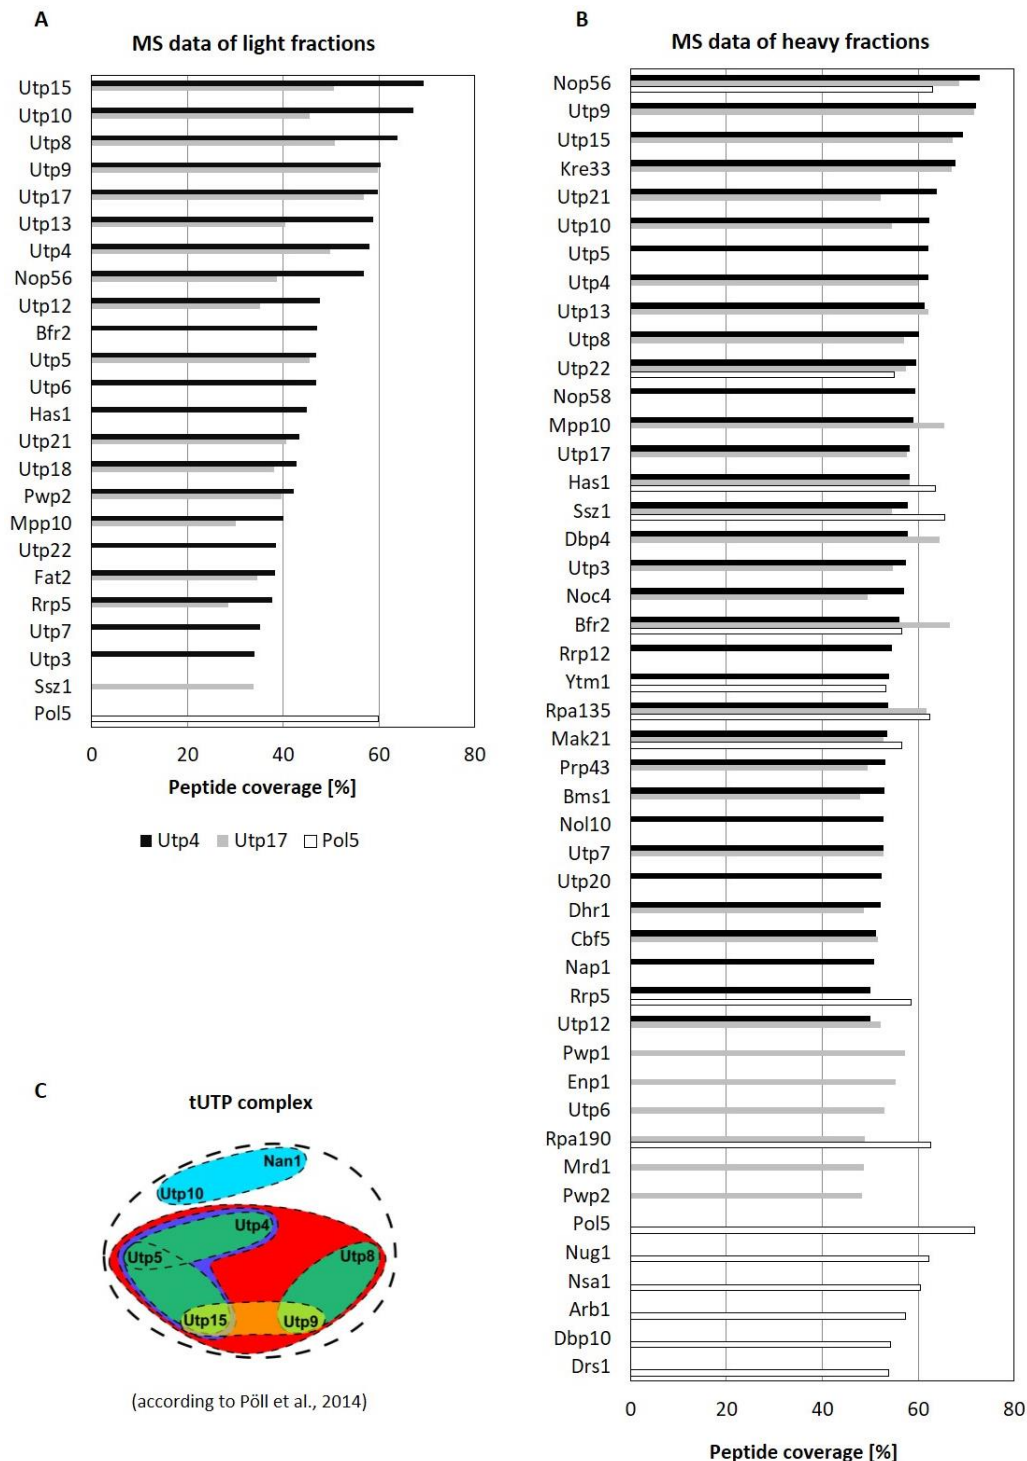 A
MS data of light fractions
Utp15
Utp10
Utp8
Utp9
Utp17
Utp13
Utp4
Nop56
Utp12
Bfr2
Utp5
Utp6
Has1
Utp21
Utp18
Pwp2
Mpp10
Utp22
Fat2
Rrp5
Utp7
Utp3
Ssz1
Pol5
0 20 40 60 80
Peptide coverage [%]
Utp4 Utp17 Pol5
B
MS data of heavy fractions
Nop56
Utp9
Utp15
Kre33
Utp21
Utp10
Utp5
Utp4
Utp13
Utp8
Utp22
Nop58
Mpp10
Utp17
Has1
Ssz1
Dbp4
Utp3
Noc4
Bfr2
Rrp12
Ytm1
Rpa135
Mak21
Prp43
Bms1
Nol10
Utp7
Utp20
Dhr1
Cbf5
Nap1
Rrp5
Utp12
Pwp1
Enp1
Utp6
Rpa190
Mrd1
Pwp2
Pol5
Nug1
Nsa1
Arb1
Dbp10
Drs1
0 20 40 60 80
Peptide coverage [%]
C
tUTP complex
Nan1
Utp10
Utp4
Utp5
Utp8
Utp15
Utp9
(according to Pöll et al., 2014)